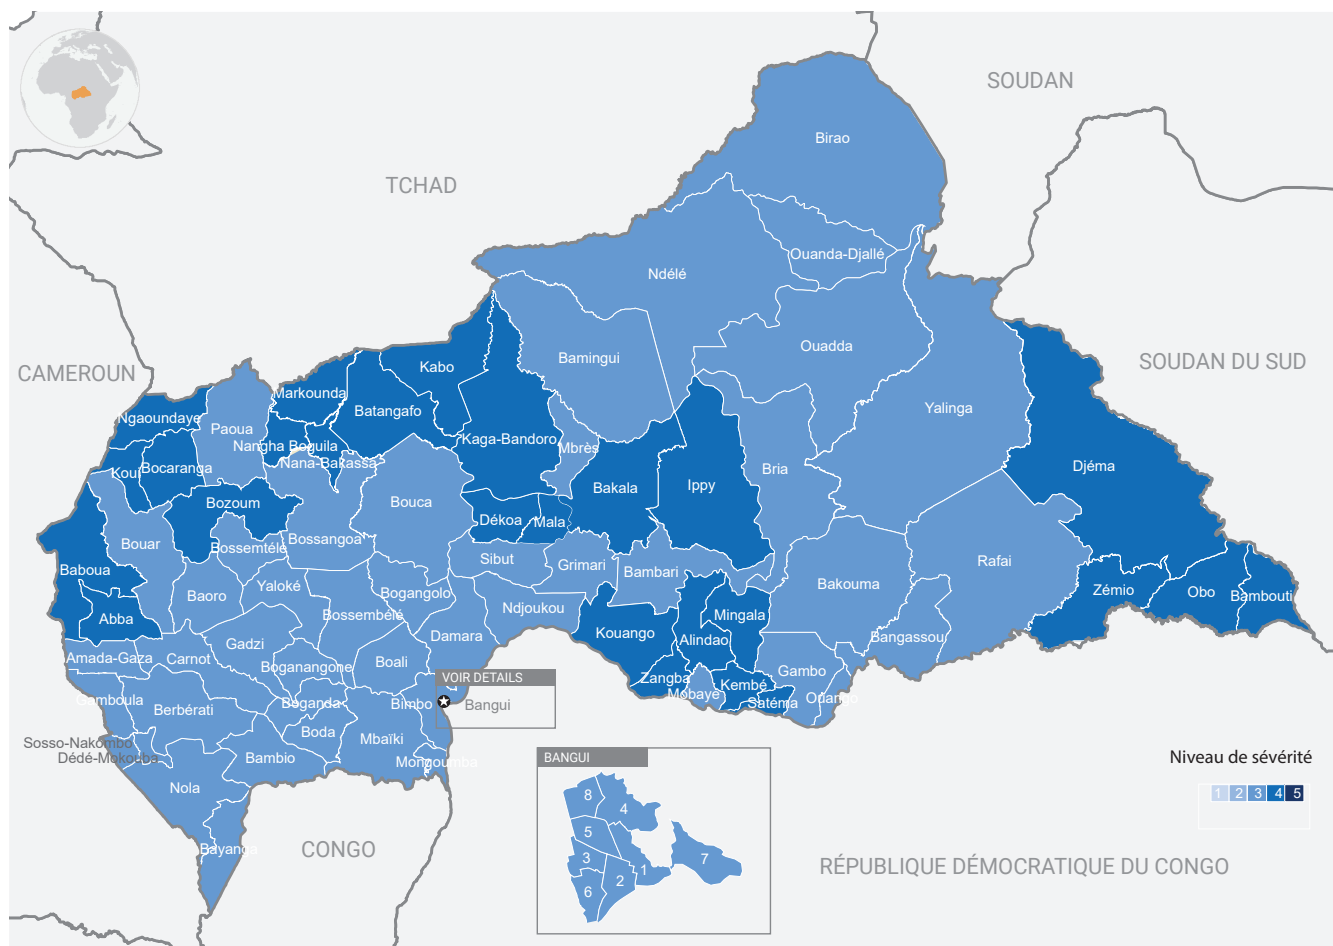 SOUDAN
Birao
TCHAD
Ouanda-Djallé
Ndélé
Ouadda
Bamingui
SOUDAN DU SUD
CAMEROUN
Kabo
Markounda
Yalinga
Ngaoundaye
Batangafo
Paoua
Kaga-Bandoro
Nangha Boguila
Mbrès
Nana-Bakassa
Koui
Bocaranga
Bria
Djéma
Ippy
Bakala
Bozoum
Bouca
Dékoa
Mala
Bouar
Bossemtélé
Bossangoa
Sibut
Grimari
Bambari
Rafai
Baboua
Yaloké
Baoro
Bogangolo
Bakouma
Zémio
Obo
Bambouti
Abba
Bossembélé
Ndjoukou
Mingala
Kouango
Alindao
Damara
Bangassou
Gadzi
Amada-Gaza
Carnot
Boganangone
Boali
Gambo
VOIR DETAILS
Zangba
Kembé
Mobaye
Satéma
Ouango
Gamboula
Berbérati
Boganda
Bimbo
Bangui
Boda
Mbaïki
Sosso-Nakombo
Dédé-Mokouba
Bambio
Mongoumba
Nola
BANGUI
Niveau de sévérité
1 2 3 4 5
8
4
5
3
7
1
2
6
Bayanga
CONGO
RÉPUBLIQUE DÉMOCRATIQUE DU CONGO